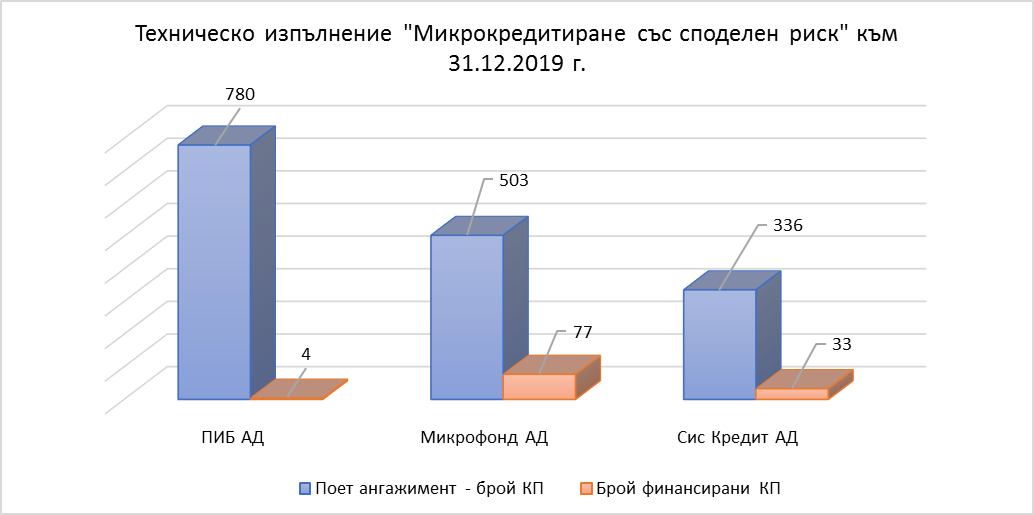 Техническо изпълнение "Микрокредитиране със споделен риск" към
31.12.2019 г.
780
503
336
4
77
33
ПИБ АД
Микрофонд АД
Сис Кредит АД
Поет ангажимент - брой КП
Брой финансирани КП